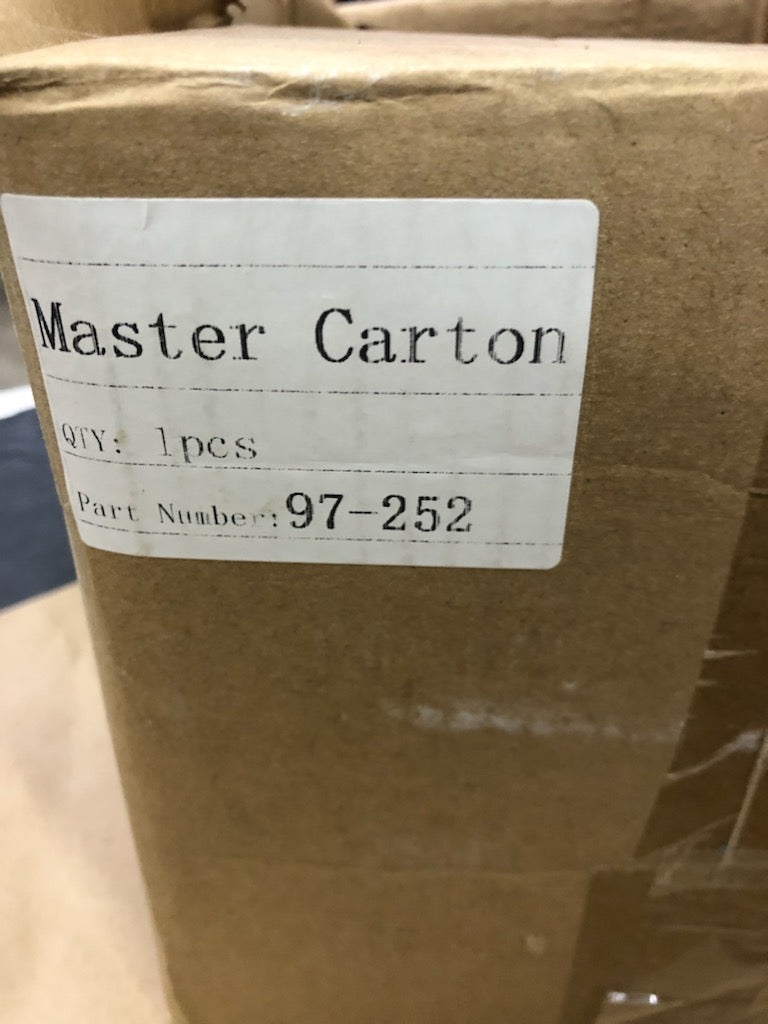 Master Carton
QTY: 1pcs
Part Number:97-252